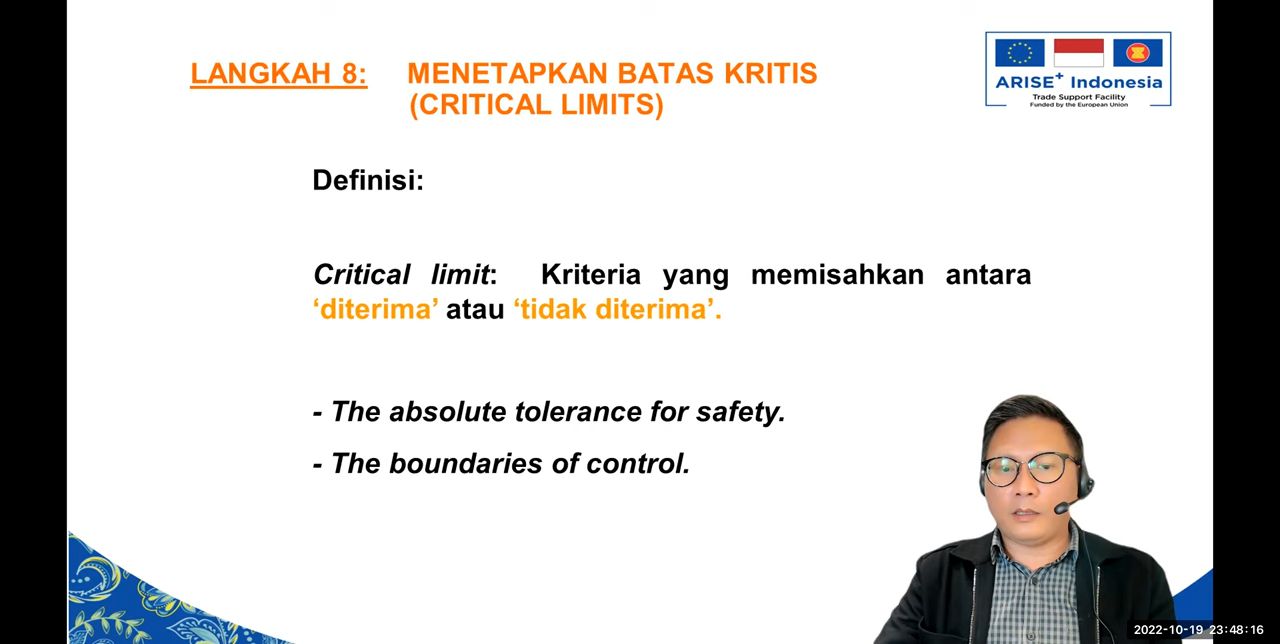 LANGKAH 8: MENETAPKAN BATAS KRITIS
(CRITICAL LIMITS)
ARISE+ Indonesia
Trade Support Facility
Funded by the European Union
Definisi:
Critical limit: Kriteria yang memisahkan antara
‘diterima’ atau ‘tidak diterima’.
- The absolute tolerance for safety.
- The boundaries of control.
2022-10-19 23:48:16